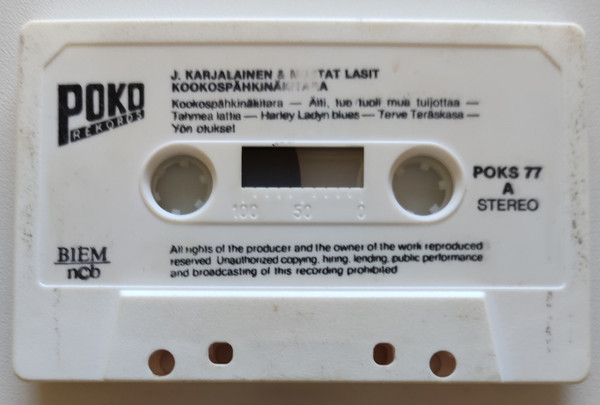 J. KARJALAINEN & MUSTAT LASIT
KOOKOSPÄHKINÄKITARA
POKO
REKORDS
Kookospähkinäkitara — Äiti, tuo tuoli mua tuijottaa —
Tahmea lattia — Harley Ladyn blues — Terve Teräskasa —
Yön otukset
POKS 77
A
STEREO
100 50 0
BIEM
ncb
All rights of the producer and the owner of the work reproduced
reserved. Unauthorized copying, hiring, lending, public performance
and broadcasting of this recording prohibited